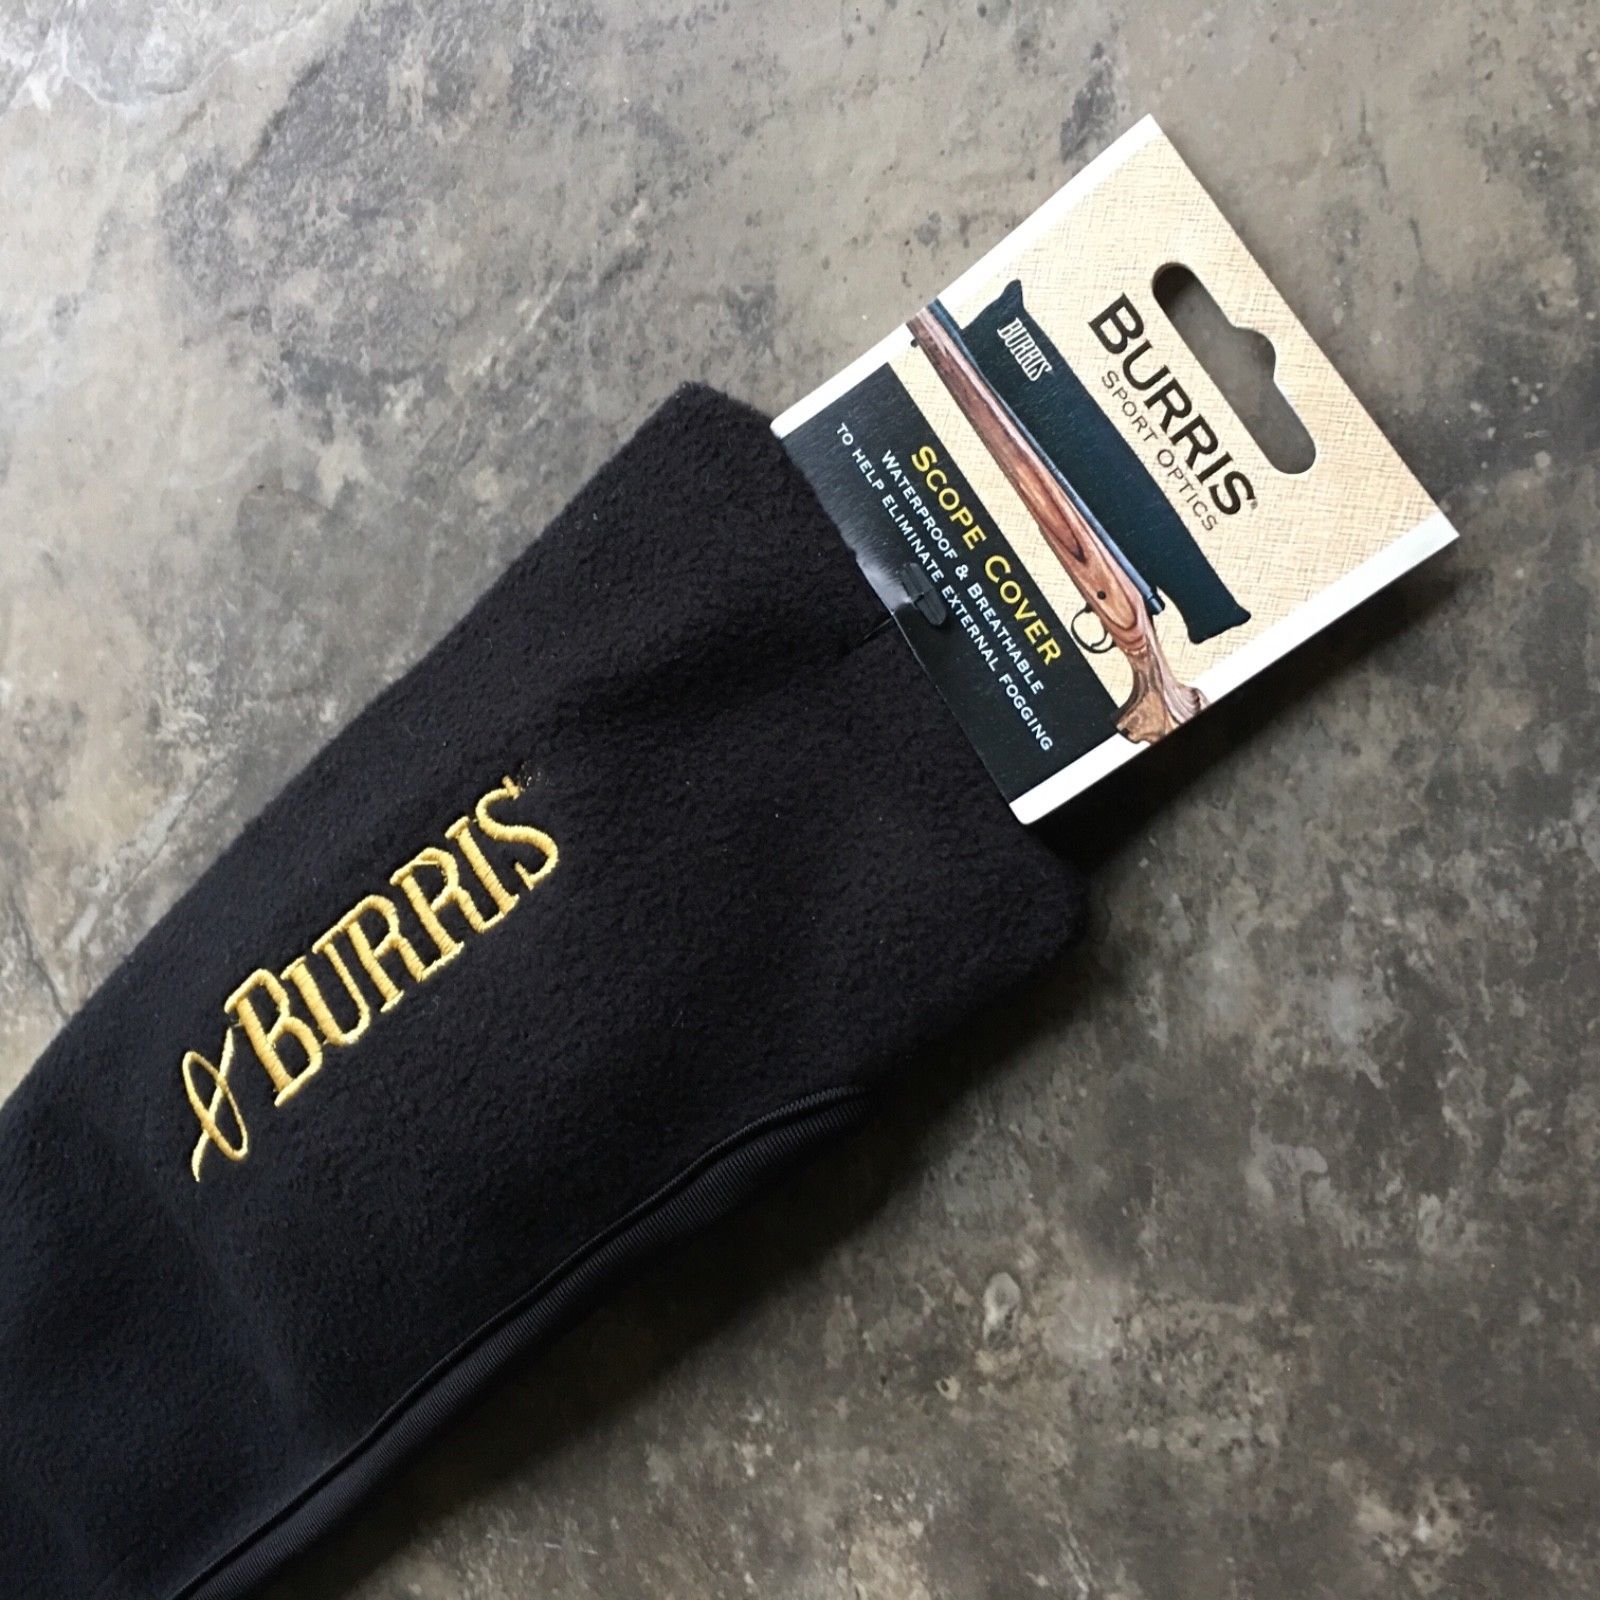 BURRIS®
SPORT OPTICS
BURRIS
SCOPE COVER
WATERPROOF & BREATHABLE
TO HELP ELIMINATE EXTERNAL FOGGING
BURRIS